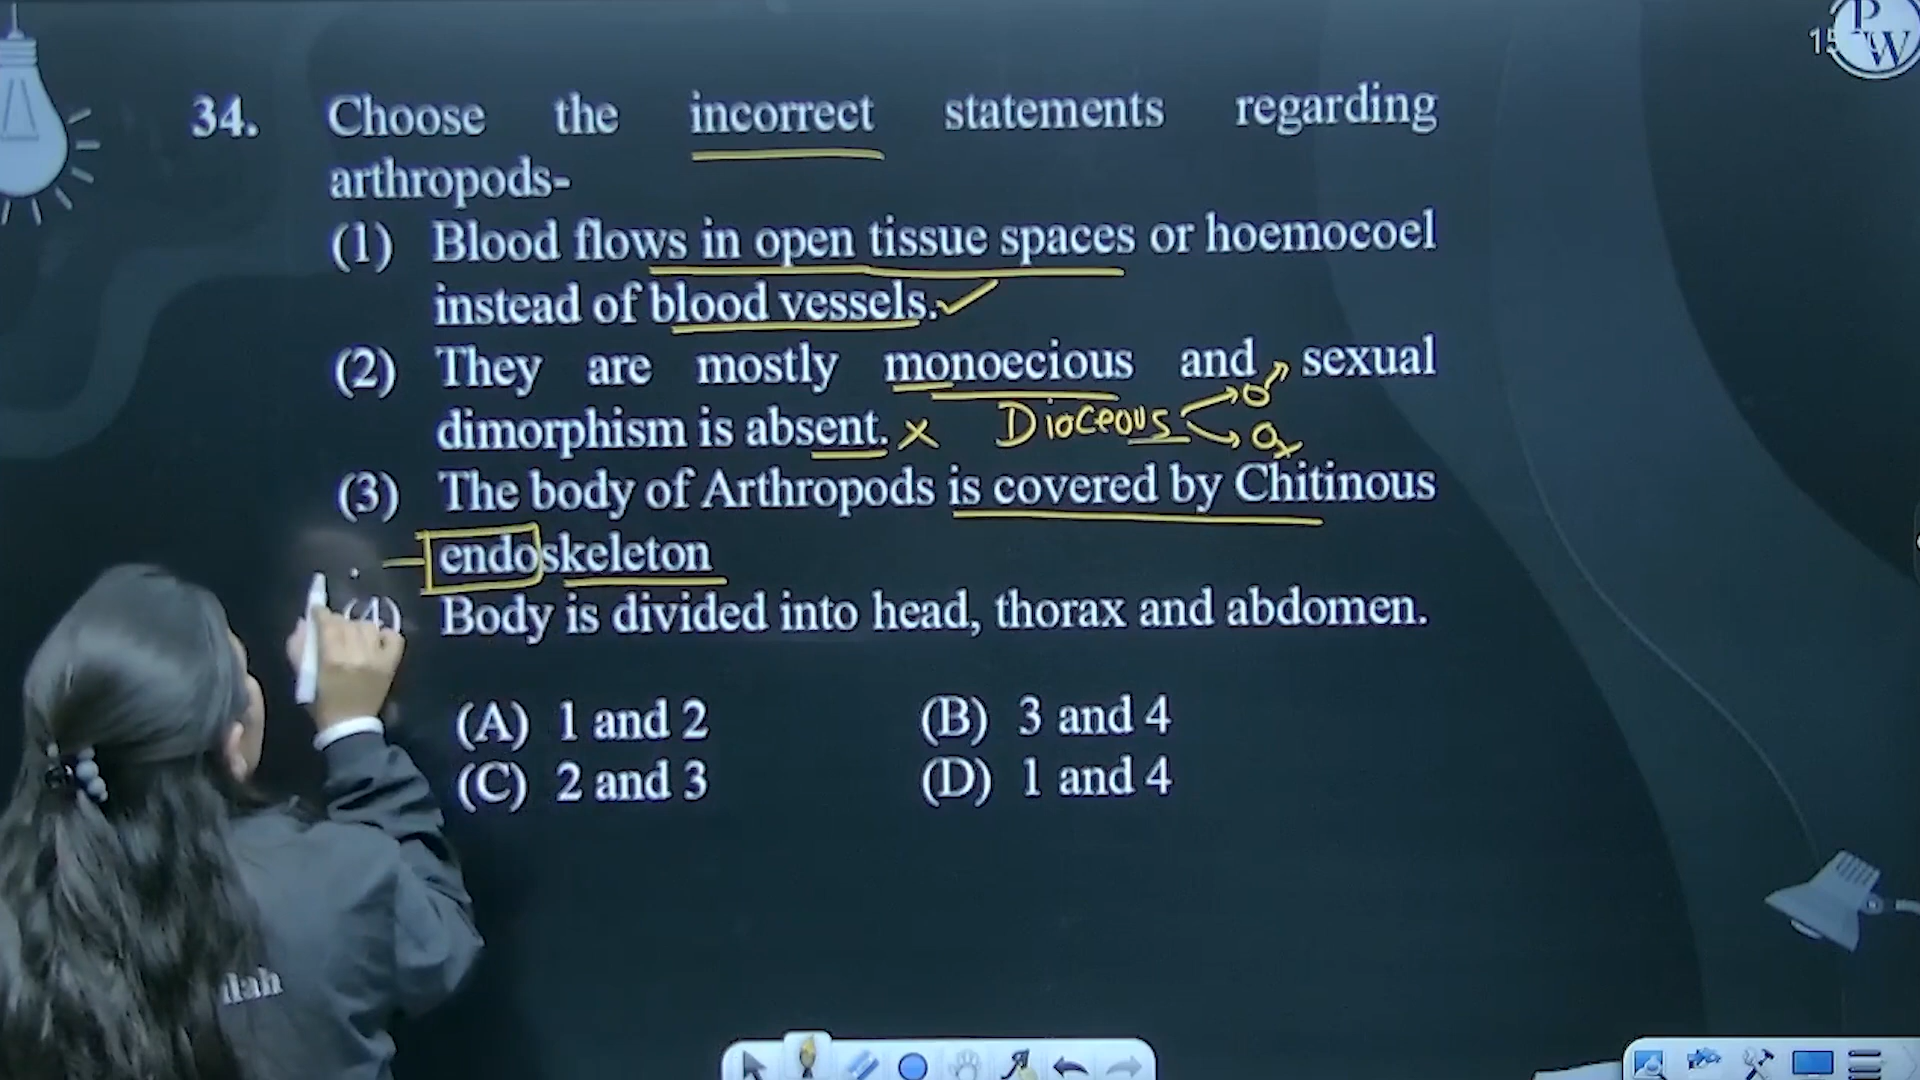 PW
15
34. Choose the incorrect statements regarding
arthropods-
(1) Blood flows in open tissue spaces or hoemocoel
instead of blood vessels.
(2) They are mostly monoecious and sexual
dimorphism is absent. x Dioceous
(3) The body of Arthropods is covered by Chitinous
endoskeleton
(4) Body is divided into head, thorax and abdomen.
(A) 1 and 2 (B) 3 and 4
(C) 2 and 3 (D) 1 and 4